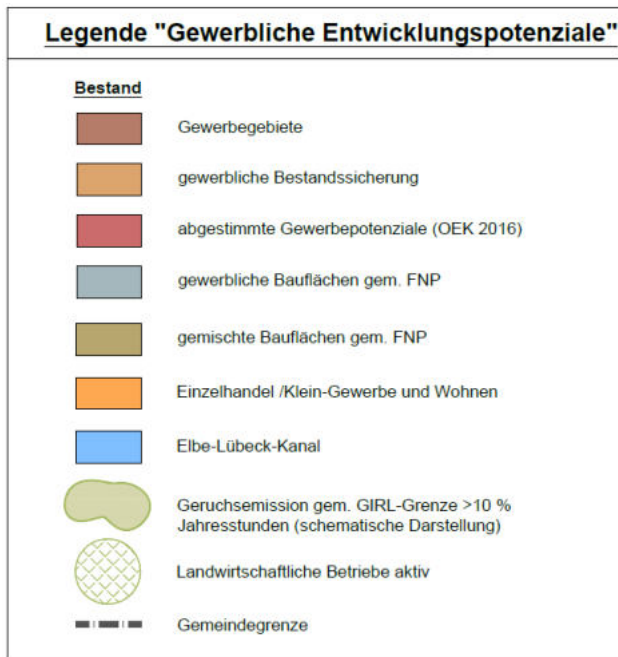 Legende "Gewerbliche Entwicklungspotenziale"
Bestand
Gewerbegebiete
gewerbliche Bestandssicherung
abgestimmte Gewerbepotenziale (OEK 2016)
gewerbliche Bauflächen gem. FNP
gemischte Bauflächen gem. FNP
Einzelhandel /Klein-Gewerbe und Wohnen
Elbe-Lübeck-Kanal
Geruchsemission gem. GIRL-Grenze >10 %
Jahresstunden (schematische Darstellung)
Landwirtschaftliche Betriebe aktiv
Gemeindegrenze